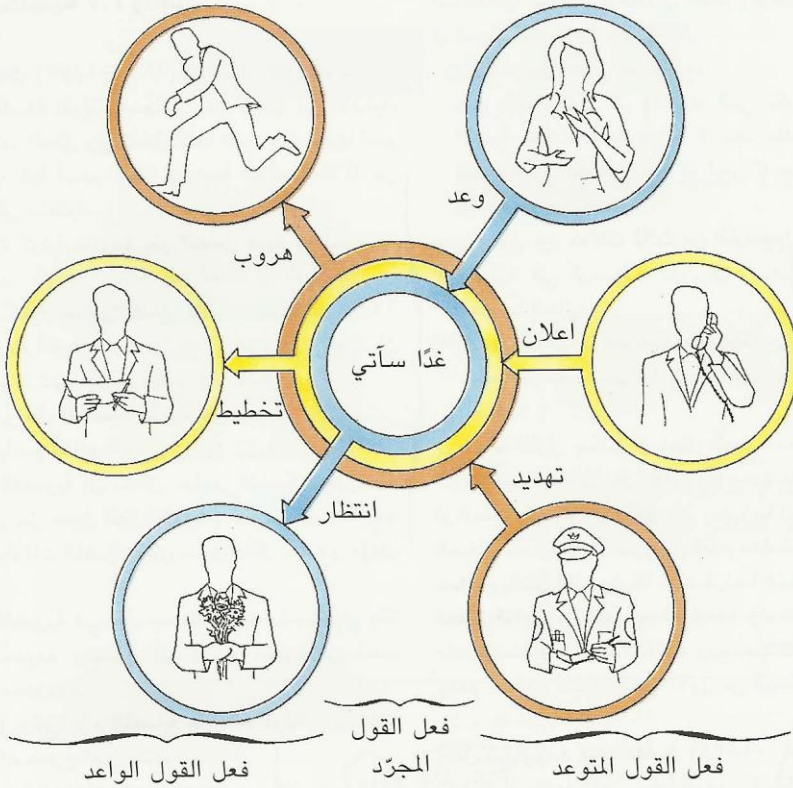 وعد
هروب
اعلان
غدًا سآتي
تخطيط
تهديد
انتظار
فعل القول المتوعد
فعل القول
المجرّد
فعل القول الواعد